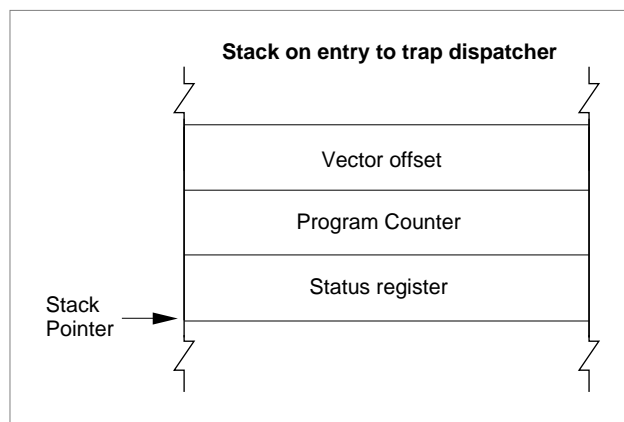 Stack on entry to trap dispatcher
Vector offset
Program Counter
Status register
Stack
Pointer